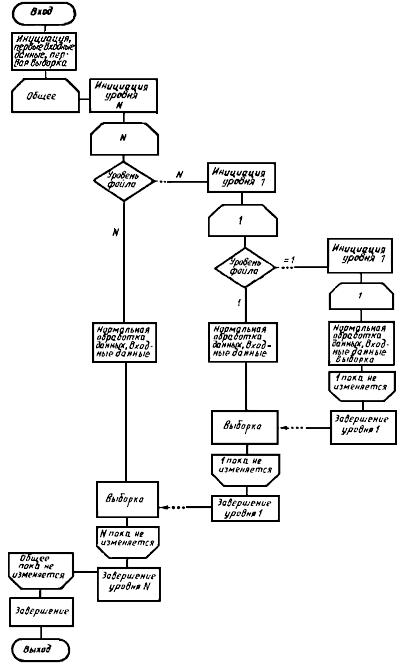 Вход
Инициация,
первые входные
данные, пер-
вая выборка
Общее
Инициация
уровня
N
N
Уровень
файла
N
N
Инициация
уровня 1
1
Уровень
файла
=1
1
Инициация
уровня 1
1
Нормальная
обработка
данных, вход-
ные данные
Нормальная
обработка
данных, вход-
ные данные
Нормальная
обработка
данных, вход-
ные данные
выборка
1 пока не
изменяется
Завершение
уровня 1
Выборка
1 пока не
изменяется
Завершение
уровня 1
Выборка
N пока не
изменяется
Завершение
уровня N
Общее
пока не
изменяется
Завершение
Выход